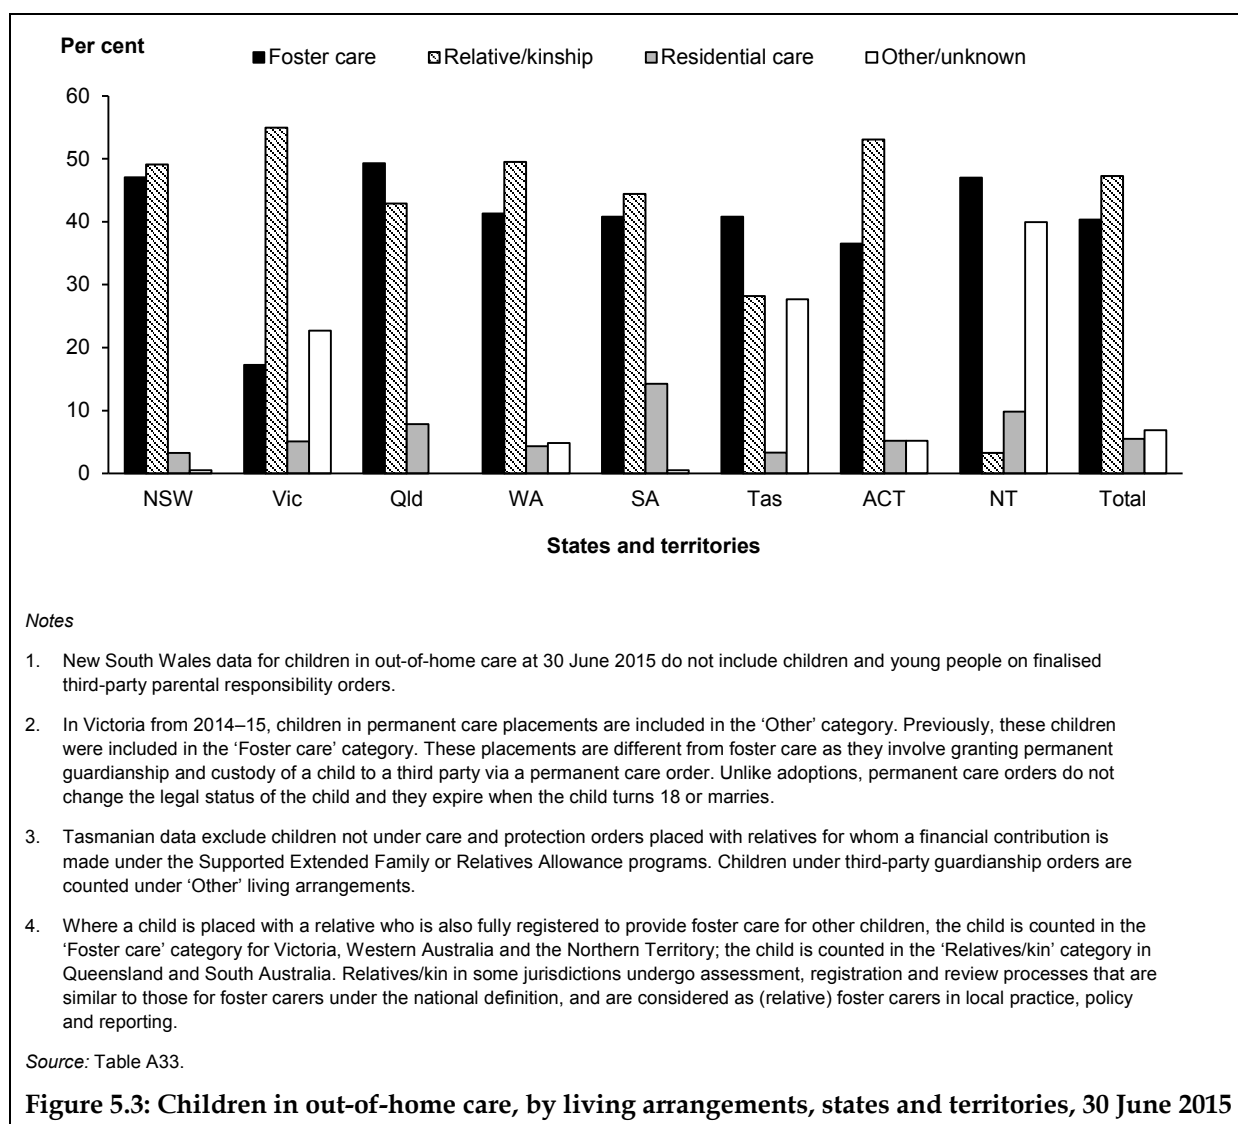 Per cent
Foster care Relative/kinship Residential care Other/unknown
60
50
40
30
20
10
0
NSW Vic Qld WA SA Tas ACT NT Total
States and territories
Notes
1. New South Wales data for children in out-of-home care at 30 June 2015 do not include children and young people on finalised
third-party parental responsibility orders.
2. In Victoria from 2014–15, children in permanent care placements are included in the ‘Other’ category. Previously, these children
were included in the ‘Foster care’ category. These placements are different from foster care as they involve granting permanent
guardianship and custody of a child to a third party via a permanent care order. Unlike adoptions, permanent care orders do not
change the legal status of the child and they expire when the child turns 18 or marries.
3. Tasmanian data exclude children not under care and protection orders placed with relatives for whom a financial contribution is
made under the Supported Extended Family or Relatives Allowance programs. Children under third-party guardianship orders are
counted under ‘Other’ living arrangements.
4. Where a child is placed with a relative who is also fully registered to provide foster care for other children, the child is counted in the
‘Foster care’ category for Victoria, Western Australia and the Northern Territory; the child is counted in the ‘Relatives/kin’ category in
Queensland and South Australia. Relatives/kin in some jurisdictions undergo assessment, registration and review processes that are
similar to those for foster carers under the national definition, and are considered as (relative) foster carers in local practice, policy
and reporting.
Source: Table A33.
Figure 5.3: Children in out-of-home care, by living arrangements, states and territories, 30 June 2015